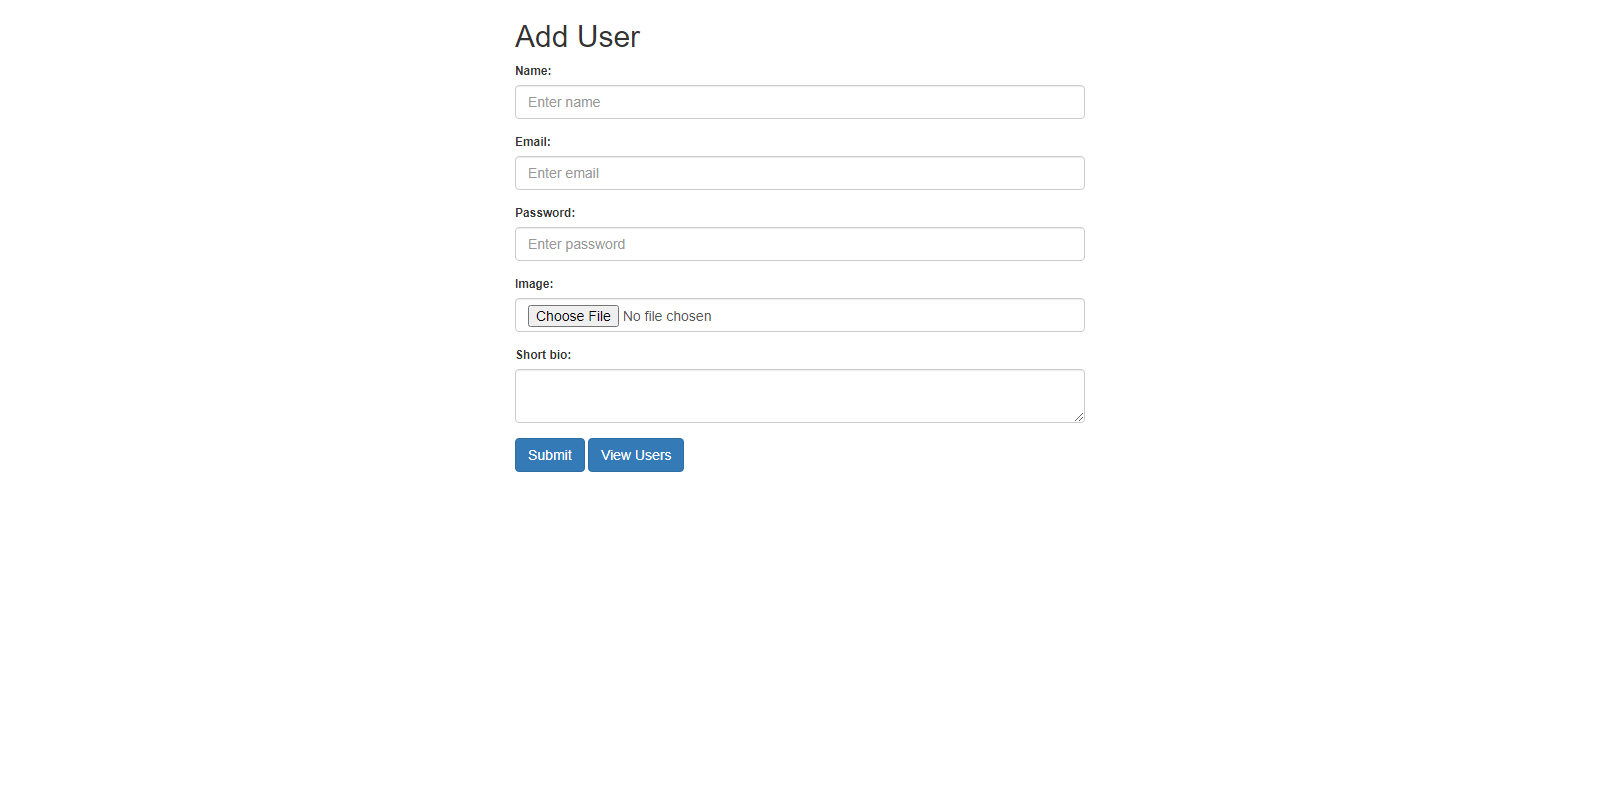 Add User
Name:
Enter name
Email:
Enter email
Password:
Enter password
Image:
Choose File No file chosen
Short bio:
Submit View Users